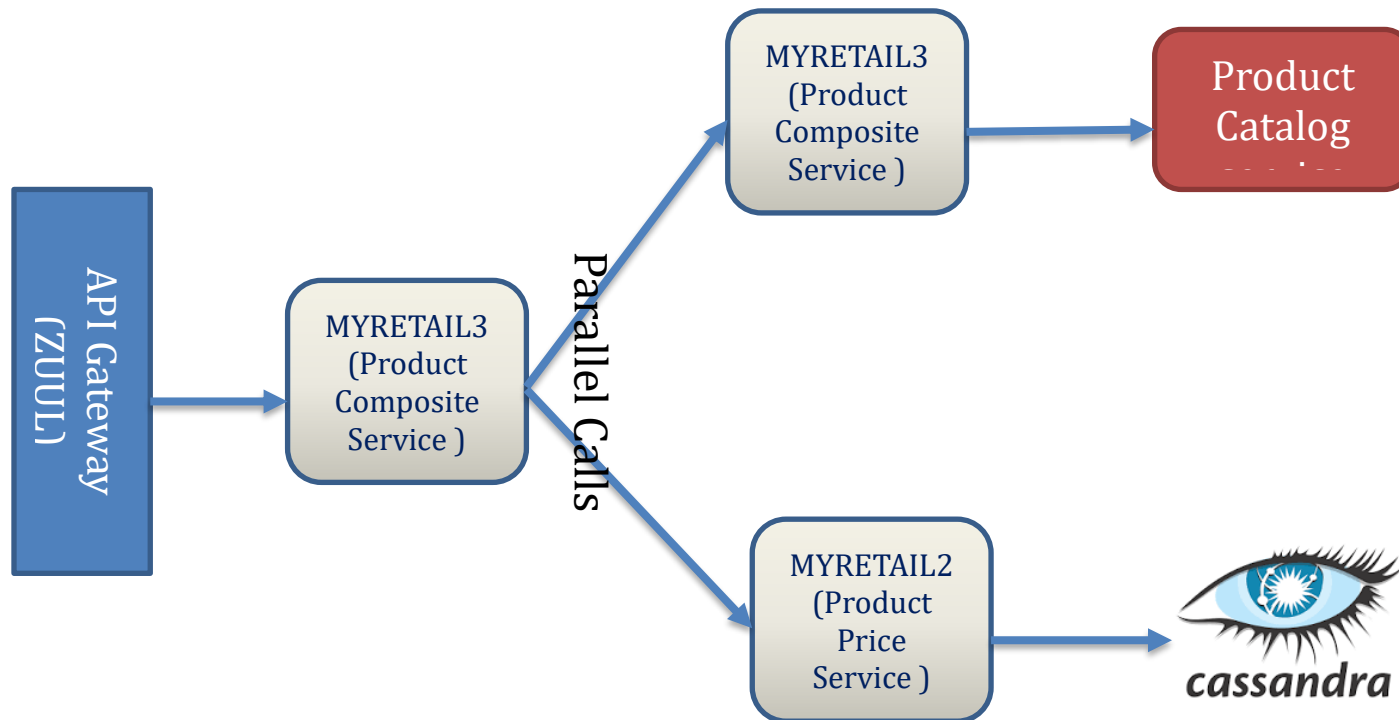 API Gateway
(ZUUL)
MYRETAIL3
(Product
Composite
Service )
Parallel Calls
MYRETAIL3
(Product
Composite
Service )
Product
Catalog
MYRETAIL2
(Product
Price
Service )
cassandra